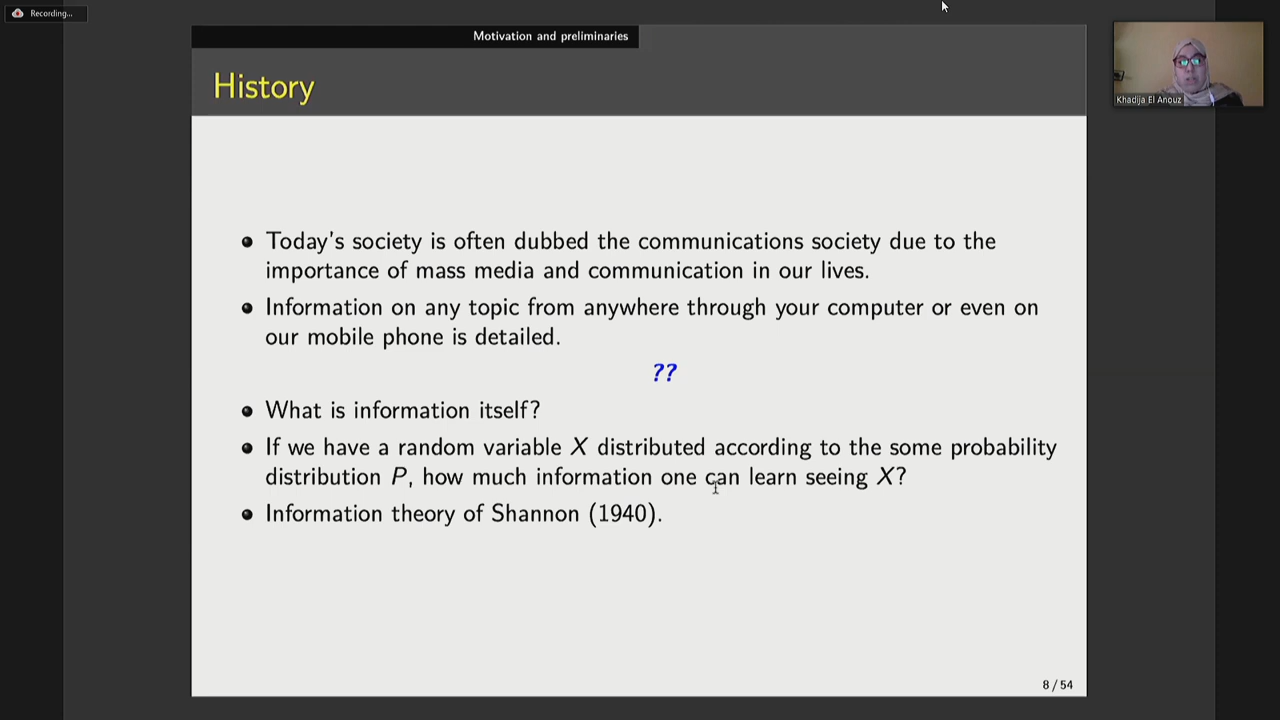 Recording...
Motivation and preliminaries
History
Khadija El Anouz
Today's society is often dubbed the communications society due to the
importance of mass media and communication in our lives.
Information on any topic from anywhere through your computer or even on
our mobile phone is detailed.
??
What is information itself?
If we have a random variable X distributed according to the some probability
distribution P, how much information one can learn seeing X?
Information theory of Shannon (1940).
8 / 54